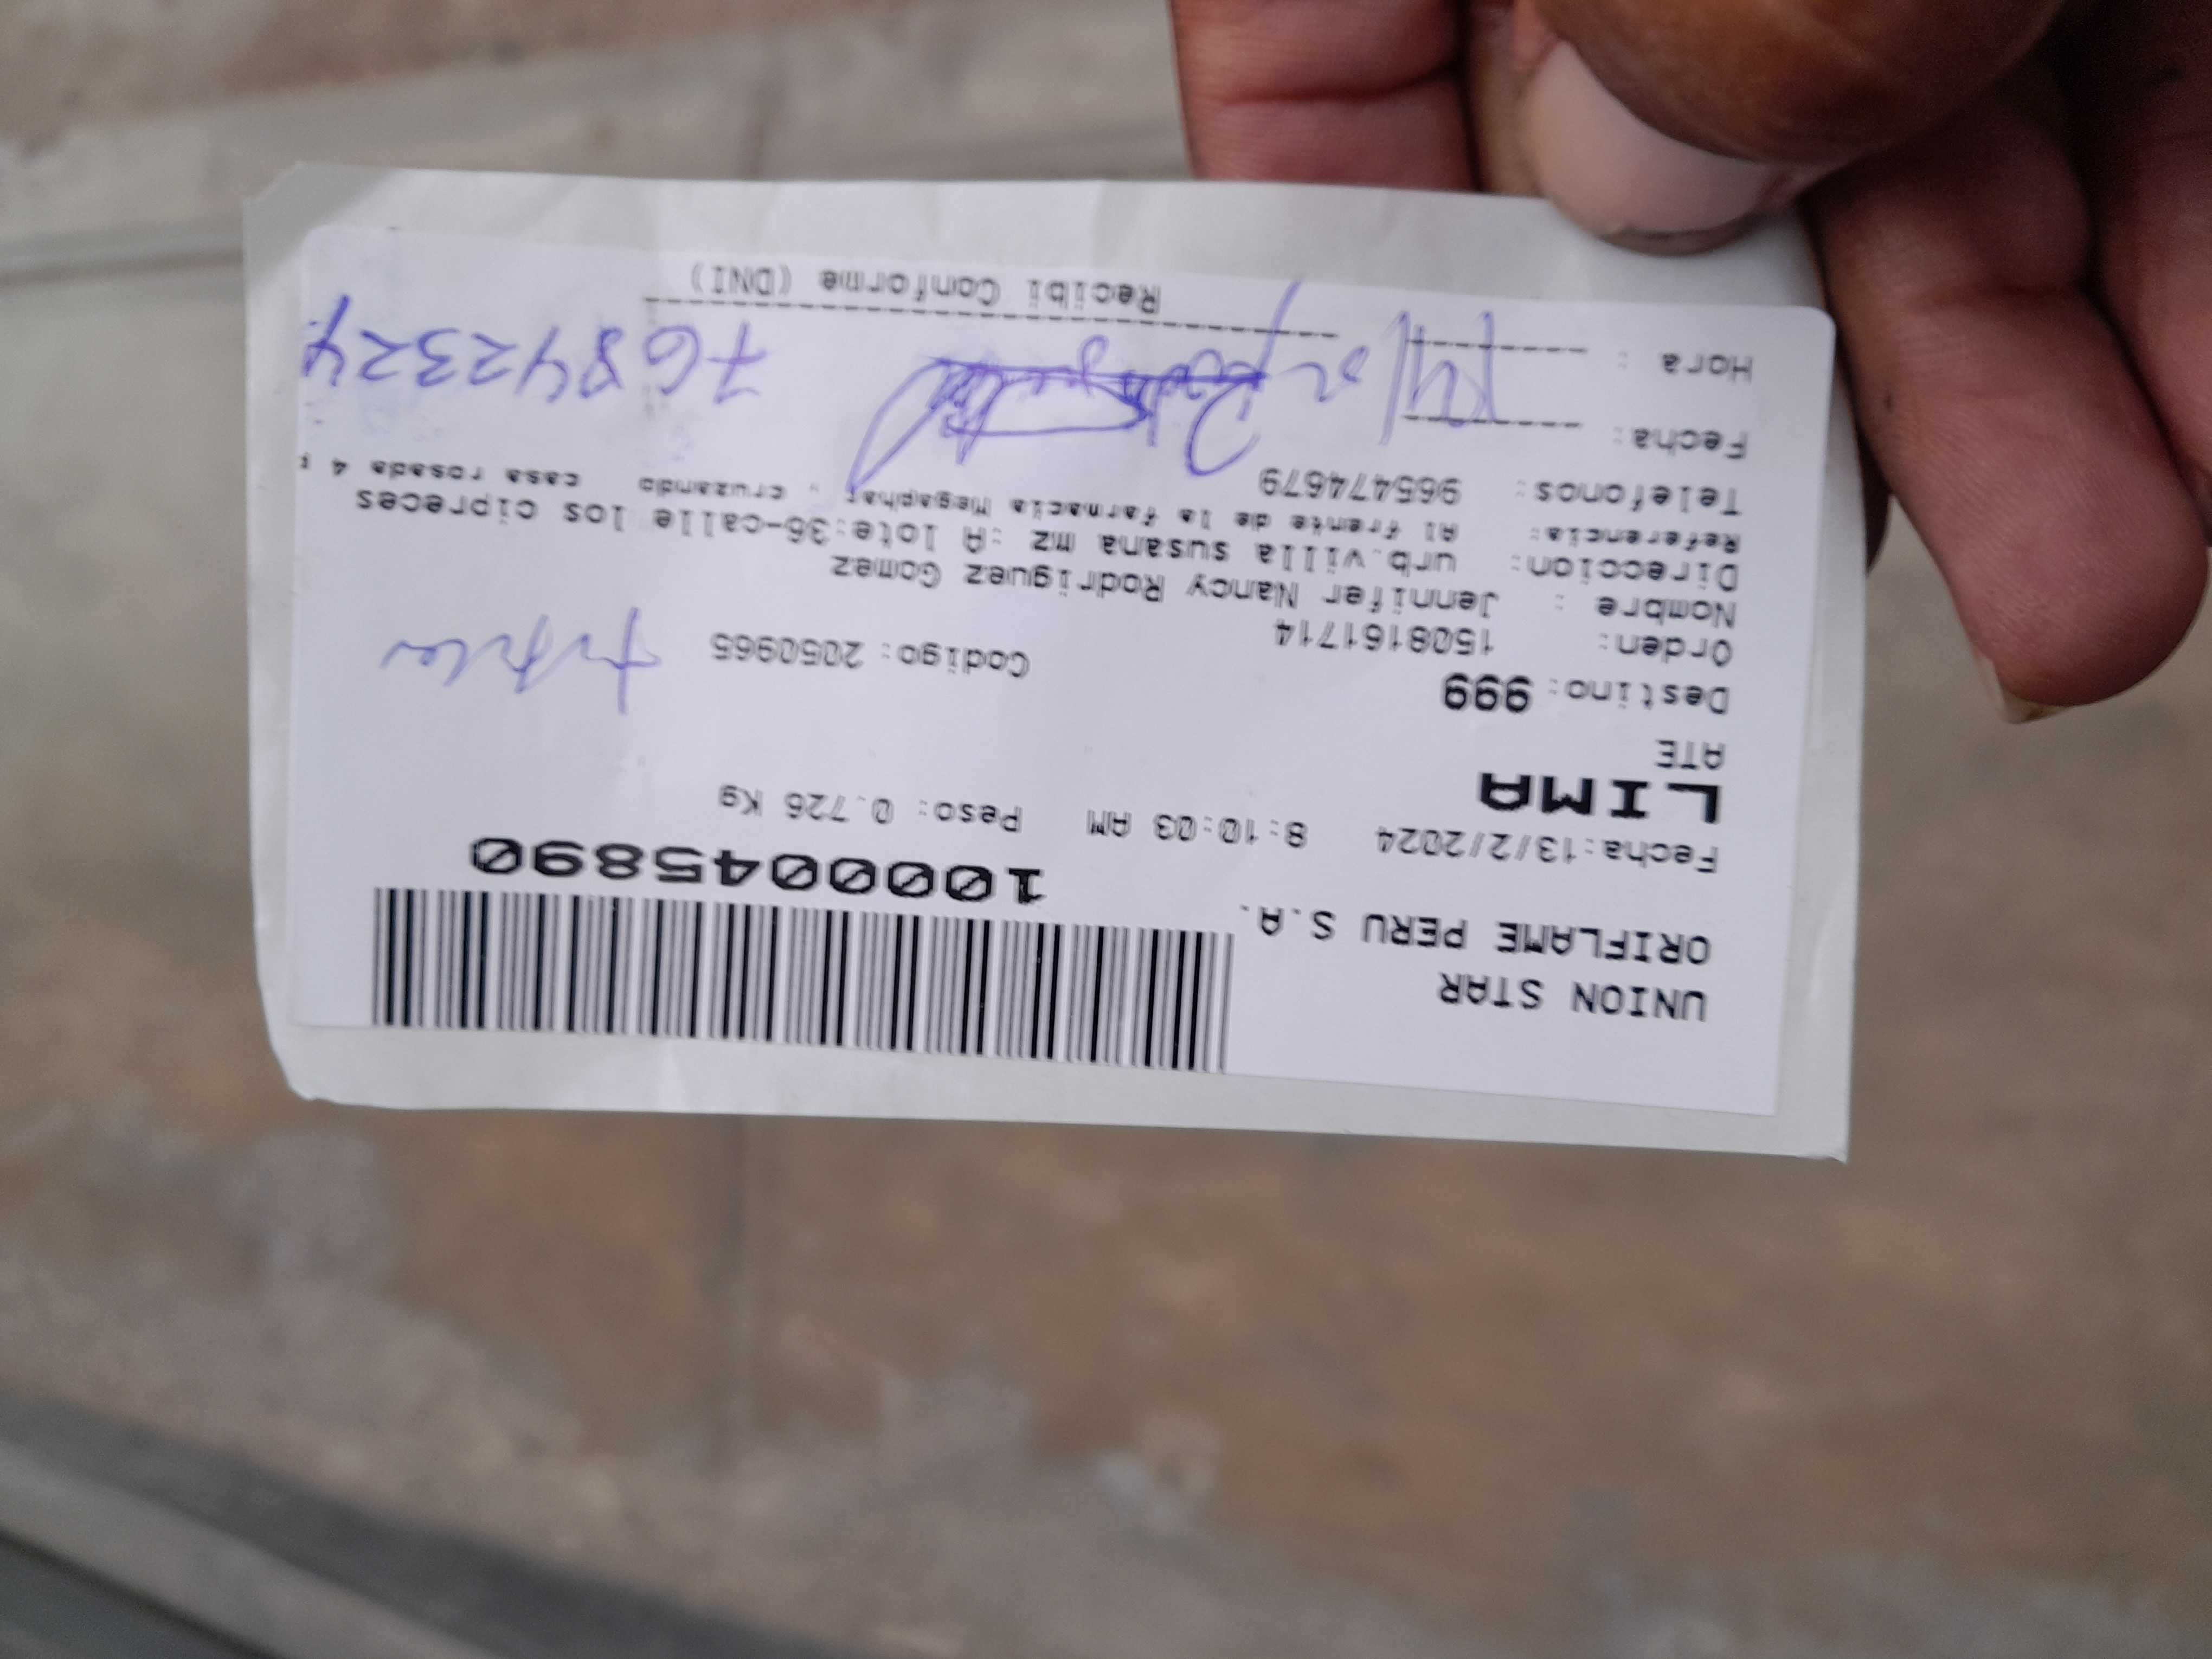 UNION STAR
ORIFLAME PERU S.A.
10000045890
Fecha:13/2/2024 8:10:03 AM Peso: 0.726 Kg
LIMA
ATE
Destino: 999
Orden: 1508161714 Codigo: 2050965
Nombre : Jennifer Nancy Rodriguez Gomez
Direccion: urb.villa susana mz :A lote:36-calle los cipreces
Referencia: Al frente de la farmacia Megaphar, cruzando casa rosada 4 p
Telefonos: 965474679
Fecha:
Hora :
76842324
Recibi Conforme (DNI)